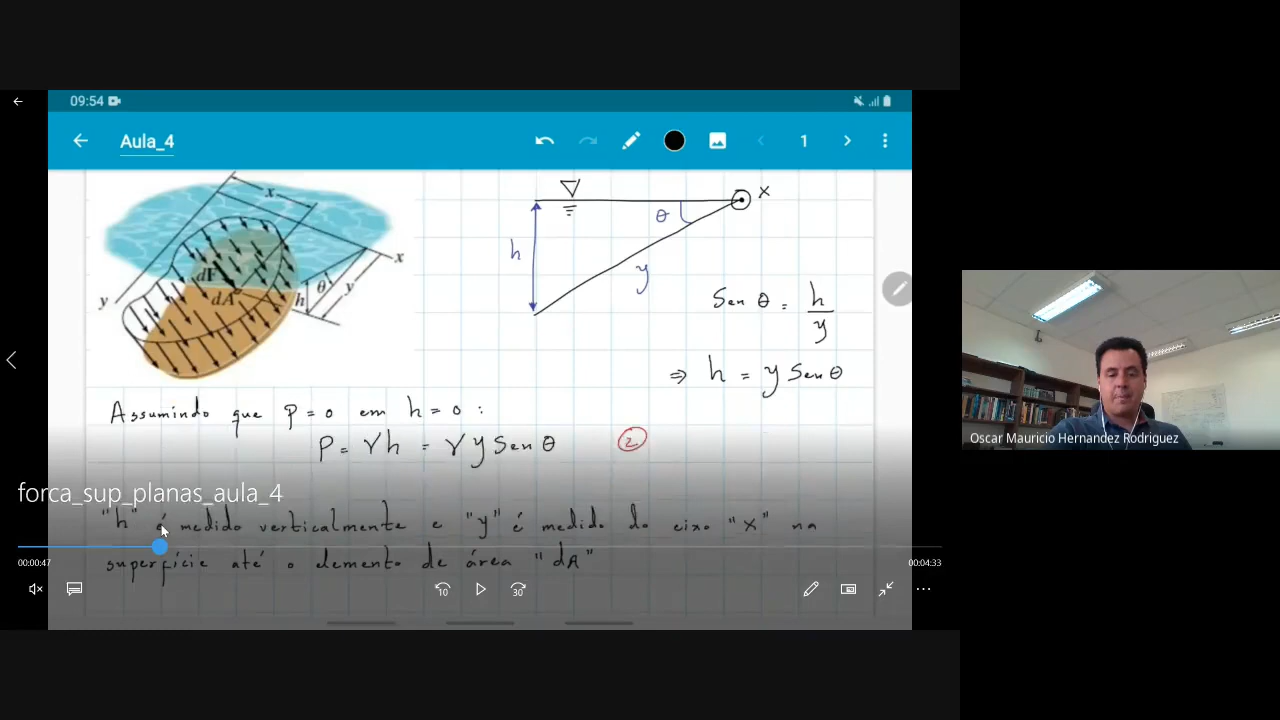 09:54
Aula_4
1
x
x
y
dF
dA
h
θ
y
x
θ
h
y
Sen θ = h/y
⇒ h = y Sen θ
Assumindo que P = 0 em h = 0 :
P = γh = γ y Sen θ
2
forca_sup_planas_aula_4
"h" é medido verticalmente e "y" é medido do eixo "x" na
superfície até o elemento de área "dA"
00:00:47
00:04:33
10
30
Oscar Mauricio Hernandez Rodriguez